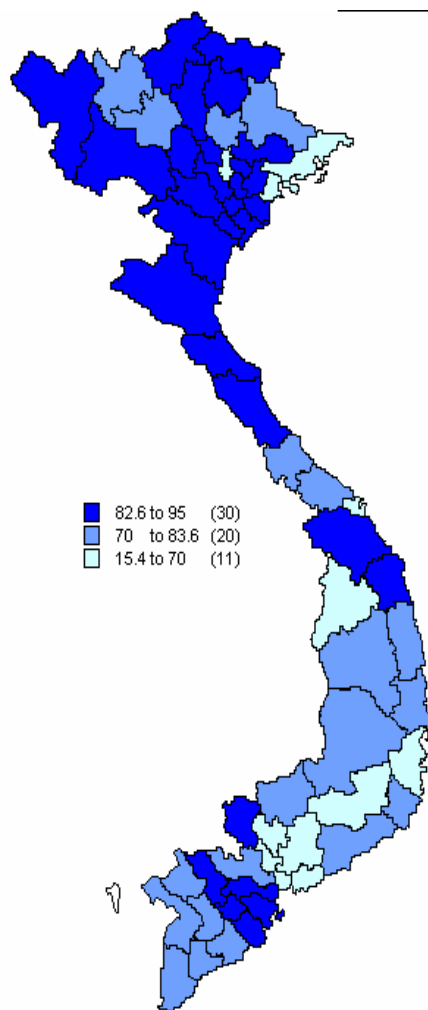 82.6 to 95 (30)
70 to 83.6 (20)
15.4 to 70 (11)